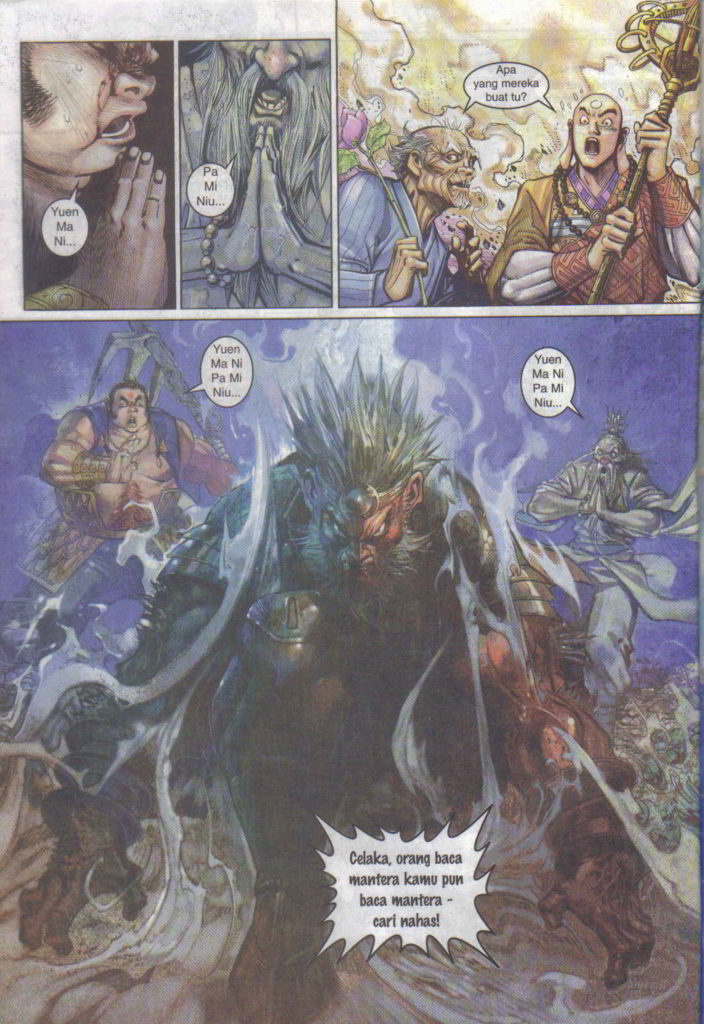 Yuen
Ma
Ni...
Pa
Mi
Niu...
Apa
yang mereka
buat tu?
Yuen
Ma Ni
Pa Mi
Niu...
Yuen
Ma Ni
Pa Mi
Niu...
Celaka, orang baca
mantera kamu pun
baca mantera -
cari nahas!